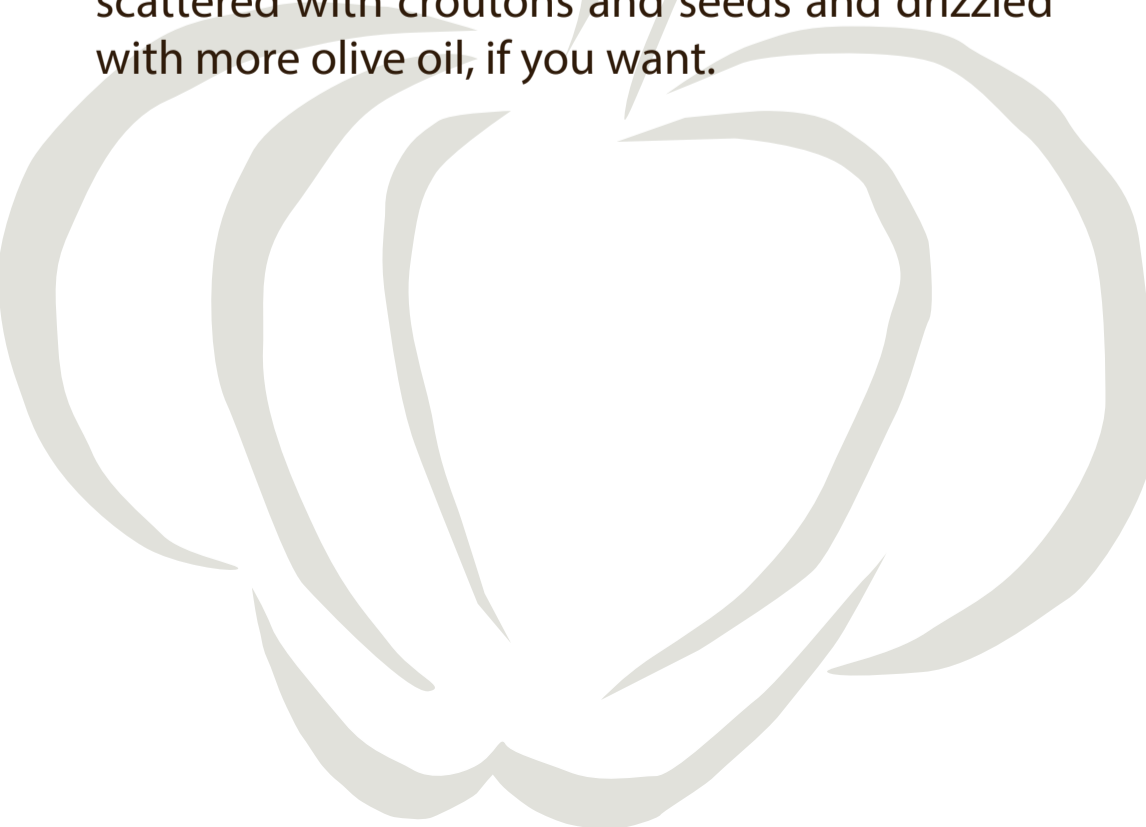 scattered with croutons and seeds and drizzled
with more olive oil, if you want.